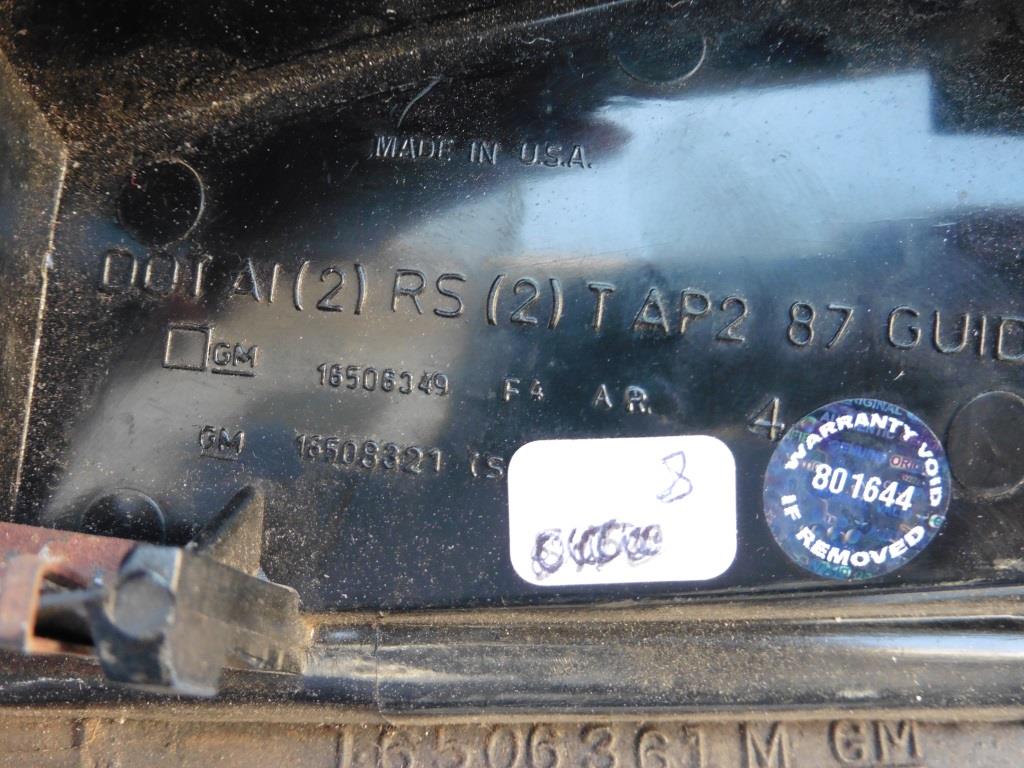 MADE IN U.S.A.
DOT AI (2) RS (2) T AP2 87 GUID
GM 16506349 F4 AR. 4
GM 16508321 (S
8
WARRANTY VOID
801644
IF REMOVED
16506361 M GM